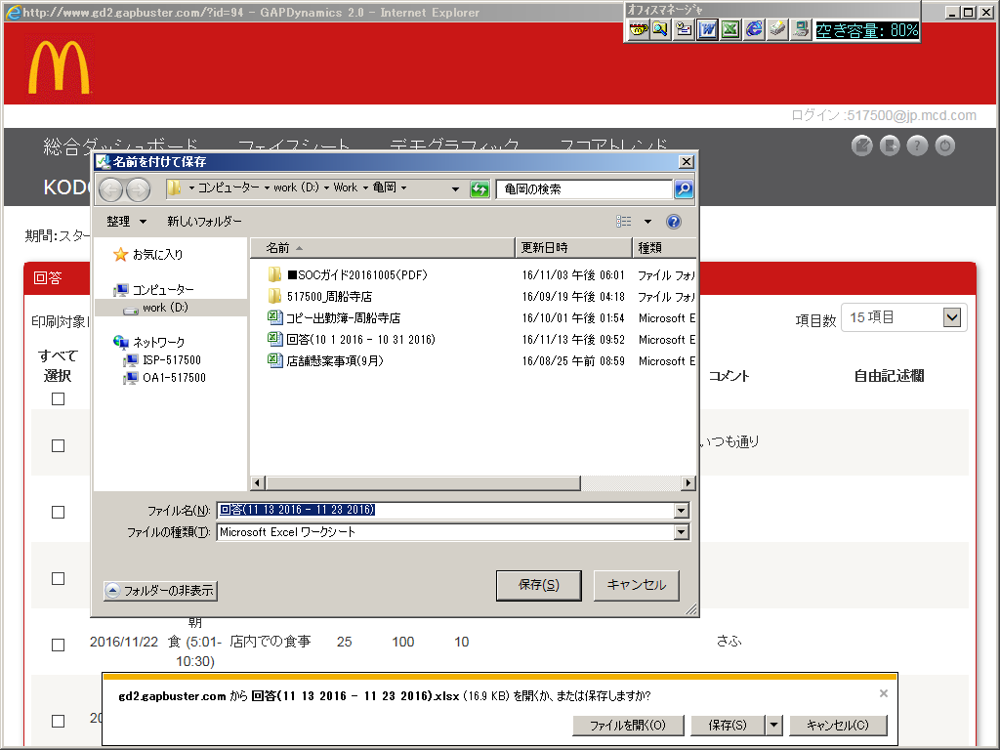 http://www.gd2.gapbuster.com/?id=94 - GAPDynamics 2.0 - Internet Explorer
オフィスマネージャ
空き容量: 80%
ログイン :517500@jp.mcd.com
総合ダッシュボード フェイスシート デモグラフィック スコアトレンド
KODO
名前を付けて保存
コンピューター work (D:) Work 亀岡
亀岡の検索
整理 新しいフォルダー
期間:スター
お気に入り
コンピューター
work (D:)
ネットワーク
ISP-517500
OA1-517500
名前 更新日時 種類
■SOCガイド20161005(PDF) 16/11/03 午後 06:01 ファイル フォル
517500_周船寺店 16/09/19 午後 04:18 ファイル フォル
コピー出勤簿-周船寺店 16/10/01 午後 01:54 Microsoft E
回答(10 1 2016 - 10 31 2016) 16/11/13 午後 09:52 Microsoft E
店舗懸案事項(9月) 16/08/25 午前 08:59 Microsoft E
回答
印刷対象
項目数 15 項目
すべて
選択
コメント 自由記述欄
いつも通り
ファイル名(N): 回答(11 13 2016 - 11 23 2016)
ファイルの種類(T): Microsoft Excel ワークシート
フォルダーの非表示
保存(S) キャンセル
朝
2016/11/22 食 (5:01- 店内での食事 25 100 10 さふ
10:30)
20
gd2.gapbuster.com から 回答(11 13 2016 - 11 23 2016).xlsx (16.9 KB) を開くか、または保存しますか?
ファイルを開く(O) 保存(S) キャンセル(C)